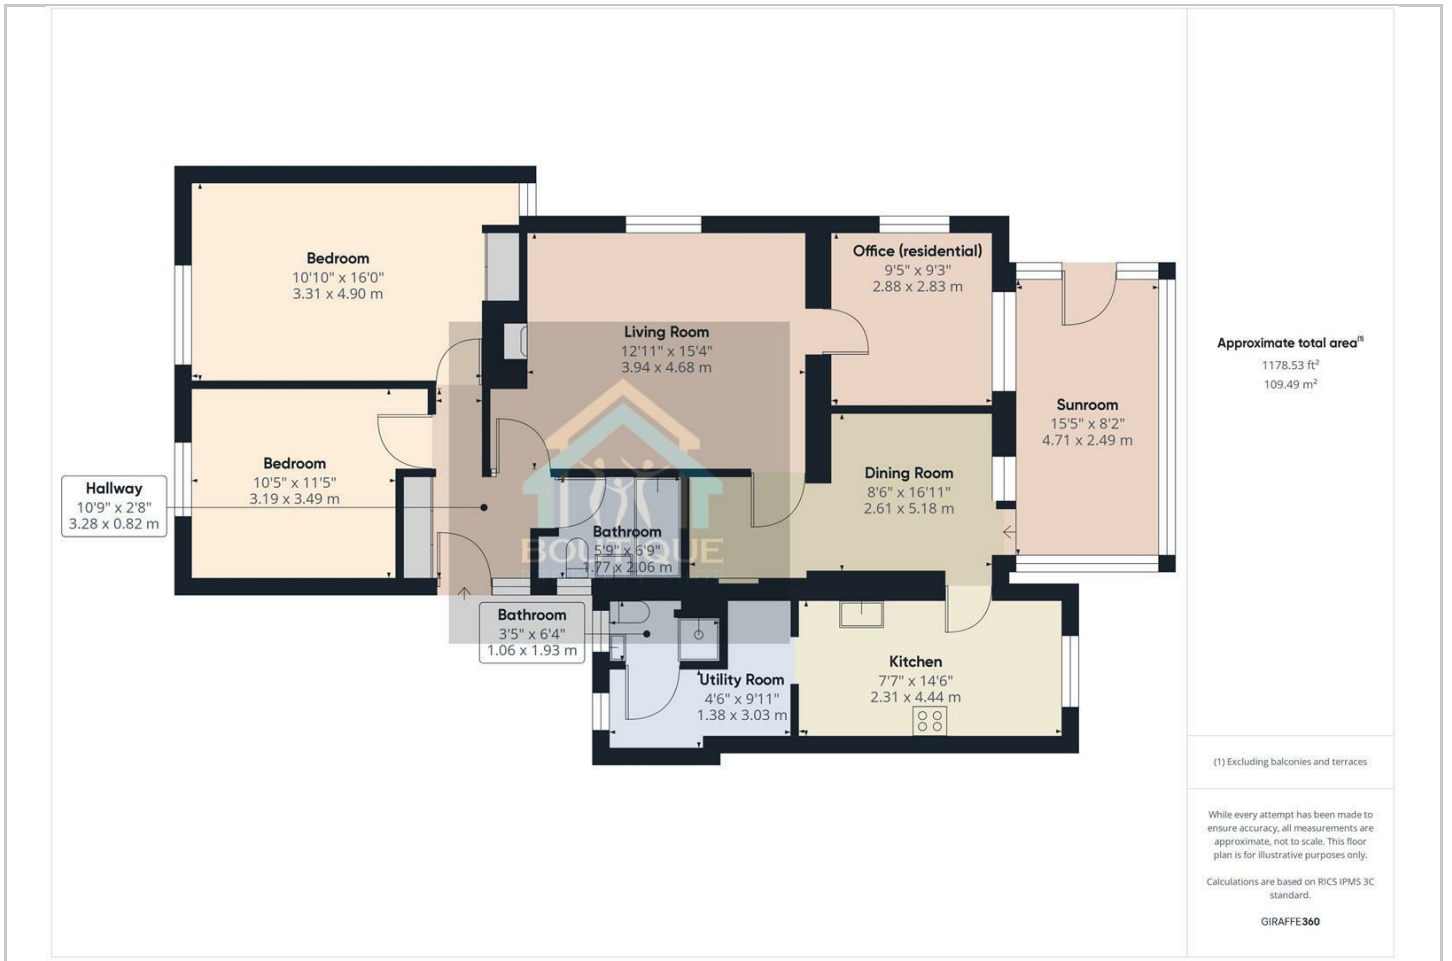 Bedroom
10'10" x 16'0"
3.31 x 4.90 m
Office (residential)
9'5" x 9'3"
2.88 x 2.83 m
Living Room
12'11" x 15'4"
3.94 x 4.68 m
Approximate total area(1)
1178.53 ft²
109.49 m²
Sunroom
15'5" x 8'2"
4.71 x 2.49 m
Bedroom
10'5" x 11'5"
3.19 x 3.49 m
Dining Room
8'6" x 16'11"
2.61 x 5.18 m
Hallway
10'9" x 2'8"
3.28 x 0.82 m
Bathroom
5'9" x 6'9"
1.77 x 2.06 m
BOUTIQUE
Bathroom
3'5" x 6'4"
1.06 x 1.93 m
Utility Room
4'6" x 9'11"
1.38 x 3.03 m
Kitchen
7'7" x 14'6"
2.31 x 4.44 m
(1) Excluding balconies and terraces
While every attempt has been made to
ensure accuracy, all measurements are
approximate, not to scale. This floor
plan is for illustrative purposes only.
Calculations are based on RICS IPMS 3C
standard.
GIRAFFE360